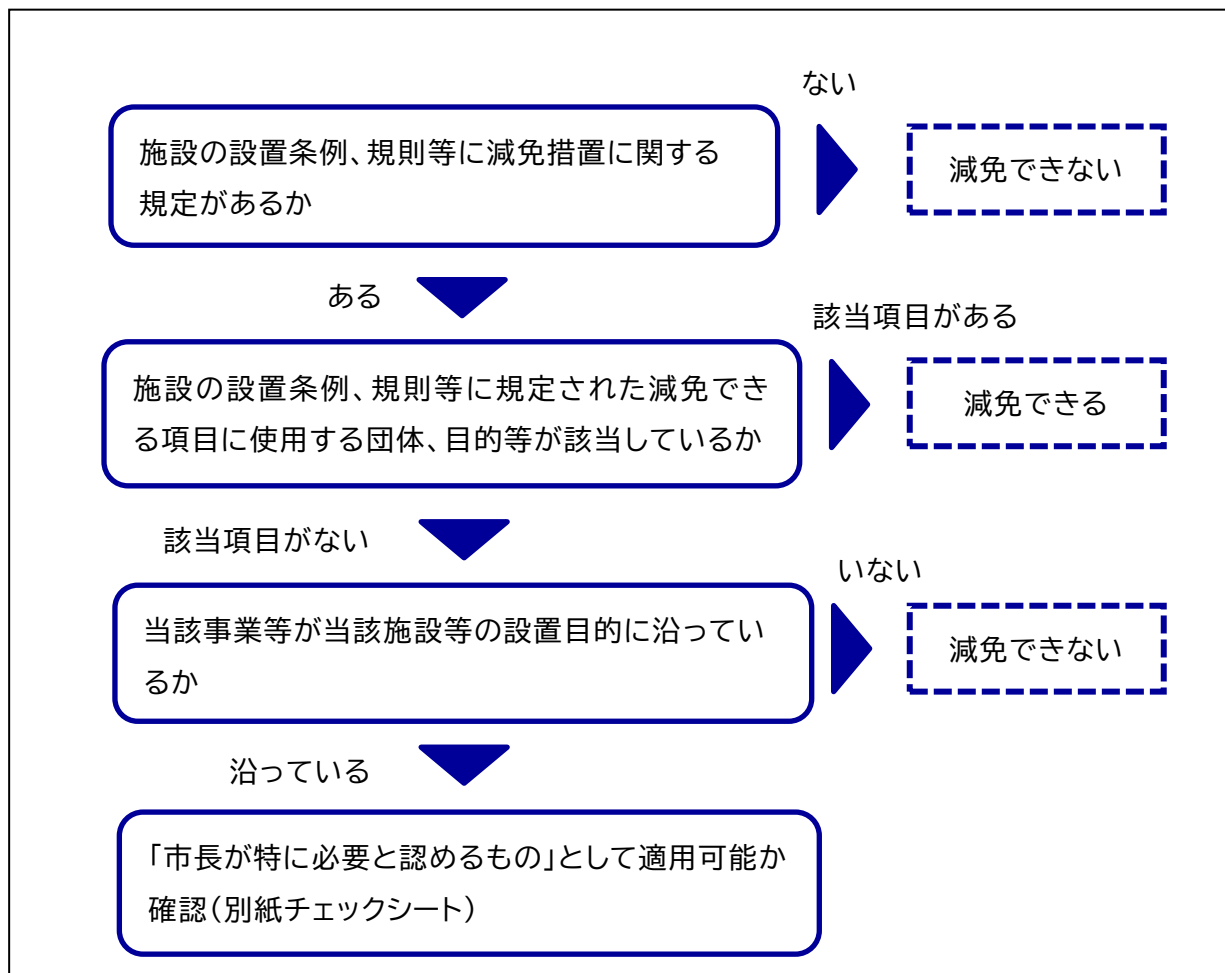 ない
施設の設置条例、規則等に減免措置に関する
規定があるか
減免できない
ある
該当項目がある
施設の設置条例、規則等に規定された減免でき
る項目に使用する団体、目的等が該当しているか
減免できる
該当項目がない
いない
当該事業等が当該施設等の設置目的に沿ってい
るか
減免できない
沿っている
「市長が特に必要と認めるもの」として適用可能か
確認(別紙チェックシート)